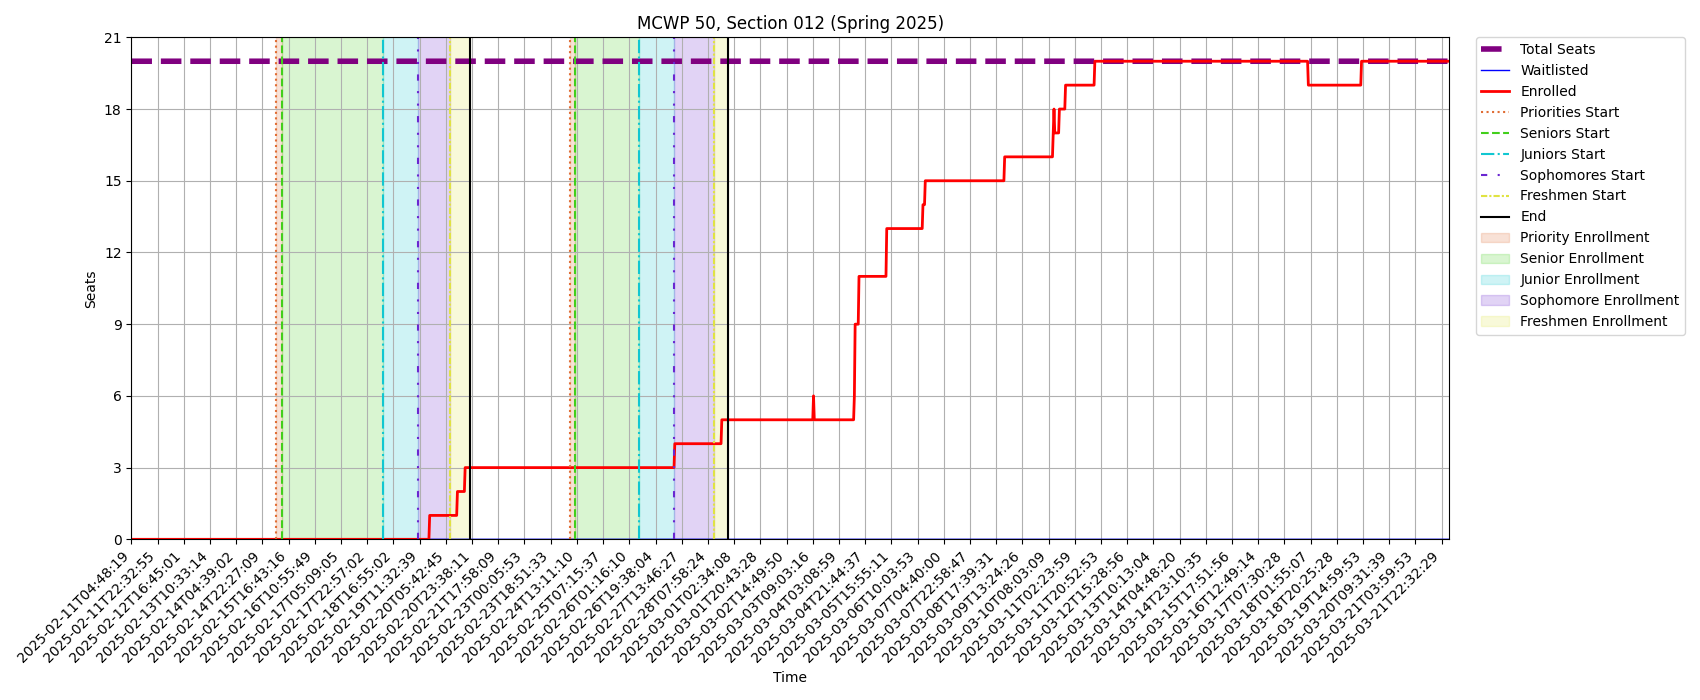 MCWP 50, Section 012 (Spring 2025)
21
18
15
12
9
6
3
0
Seats
2025-02-11T04:48:19
2025-02-11T22:32:55
2025-02-12T16:45:01
2025-02-13T10:33:14
2025-02-14T04:39:02
2025-02-14T22:27:09
2025-02-15T16:43:16
2025-02-16T10:55:49
2025-02-17T05:09:05
2025-02-17T22:57:02
2025-02-18T16:55:02
2025-02-19T11:32:39
2025-02-20T05:42:45
2025-02-20T23:38:11
2025-02-21T17:58:09
2025-02-23T00:05:53
2025-02-23T18:51:33
2025-02-24T13:11:10
2025-02-25T07:15:37
2025-02-26T01:16:10
2025-02-26T19:38:04
2025-02-27T13:46:27
2025-02-28T07:58:24
2025-03-01T02:34:08
2025-03-01T20:43:28
2025-03-02T14:49:50
2025-03-03T09:03:16
2025-03-04T03:08:59
2025-03-04T21:44:37
2025-03-05T15:55:11
2025-03-06T10:03:53
2025-03-07T04:40:00
2025-03-07T22:58:47
2025-03-08T17:39:31
2025-03-09T13:24:26
2025-03-10T08:03:09
2025-03-11T02:23:59
2025-03-11T20:52:53
2025-03-12T15:28:56
2025-03-13T10:13:04
2025-03-14T04:48:20
2025-03-14T23:10:35
2025-03-15T17:51:56
2025-03-16T12:49:14
2025-03-17T07:30:28
2025-03-18T01:55:07
2025-03-18T20:25:28
2025-03-19T14:59:53
2025-03-20T09:31:39
2025-03-21T03:59:53
2025-03-21T22:32:29
Time
Total Seats
Waitlisted
Enrolled
Priorities Start
Seniors Start
Juniors Start
Sophomores Start
Freshmen Start
End
Priority Enrollment
Senior Enrollment
Junior Enrollment
Sophomore Enrollment
Freshmen Enrollment